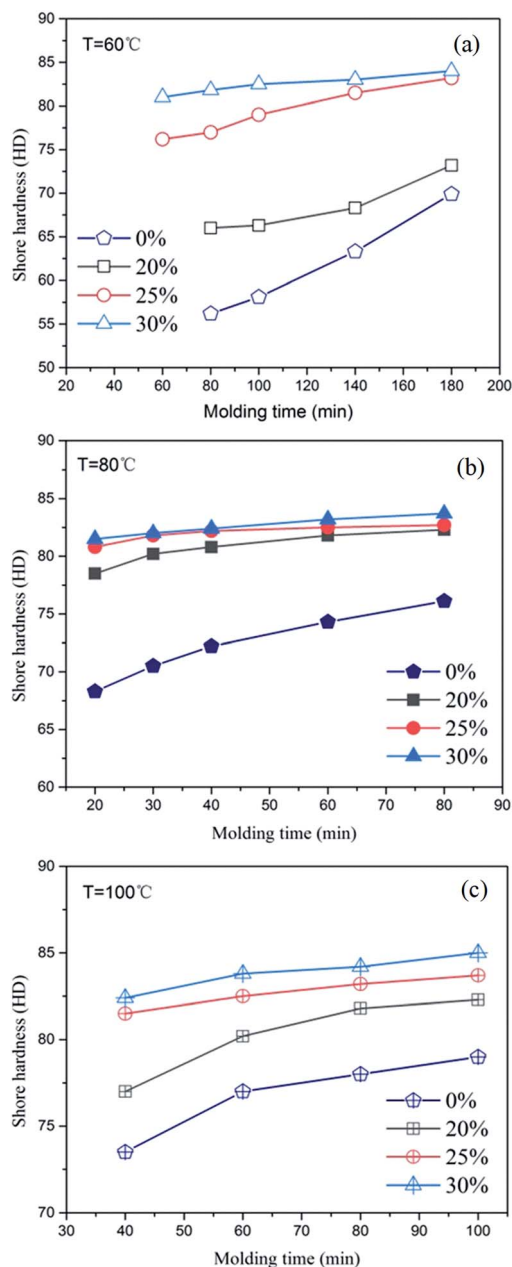 T=60℃
(a)
90
85
80
75
70
65
60
55
50
Shore hardness (HD)
0%
20%
25%
30%
20 40 60 80 100 120 140 160 180 200
Molding time (min)
T=80℃
(b)
90
85
80
75
70
65
60
Shore hardness (HD)
0%
20%
25%
30%
20 30 40 50 60 70 80 90
Molding time (min)
T=100℃
(c)
90
85
80
75
70
Shore hardness (HD)
0%
20%
25%
30%
30 40 50 60 70 80 90 100
Molding time (min)